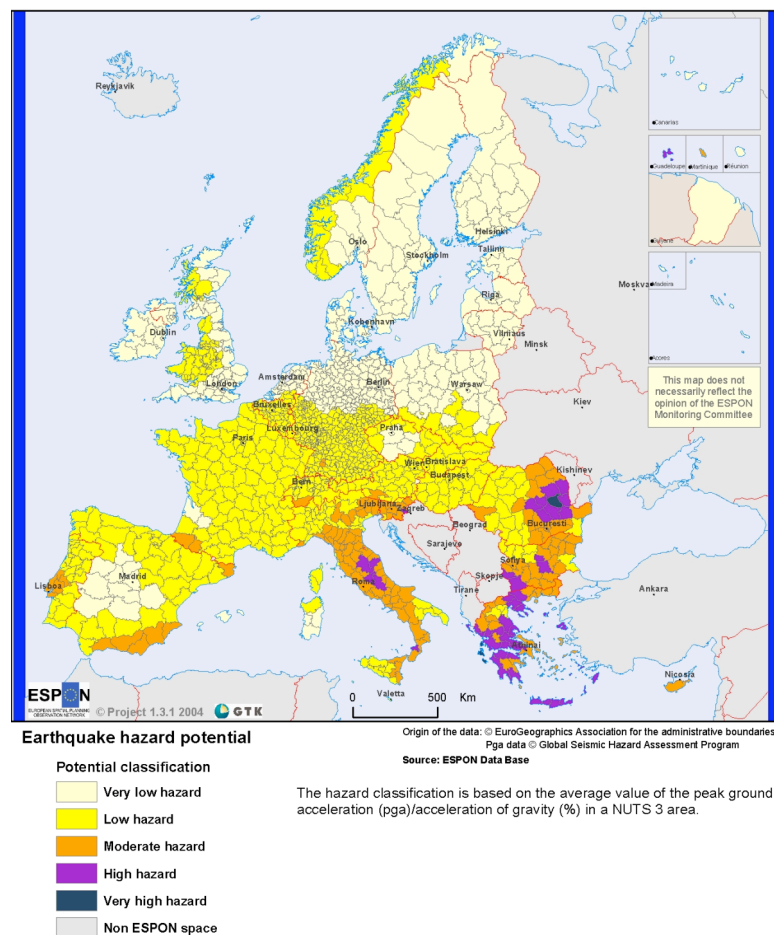 Reykjavik
Canarias
Guadeloupe
Martinique
Réunion
Guyane
Helsinki
Oslo
Tallinn
Stockholm
Madeira
Moskva
Riga
Kobenhavn
Dublin
Vilnius
Minsk
Açores
Amsterdam
Berlin
Warsaw
London
This map does not
necessarily reflect the
opinion of the ESPON
Monitoring Committee
Bruxelles
Kiev
Luxembourg
Praha
Paris
Wien
Bratislava
Kishinev
Budapest
Bern
Ljubljana
Zagreb
Beograd
Bucuresti
Sarajevo
Sofiya
Madrid
Roma
Skopje
Lisboa
Tirane
Ankara
Athinai
Nicosia
Valetta
ESPON
EUROPEAN SPATIAL PLANNING
OBSERVATION NETWORK
© Project 1.3.1 2004
GTK
0 500 Km
Earthquake hazard potential
Origin of the data: © EuroGeographics Association for the administrative boundaries
Pga data © Global Seismic Hazard Assessment Program
Source: ESPON Data Base
Potential classification
Very low hazard
Low hazard
Moderate hazard
High hazard
Very high hazard
Non ESPON space
The hazard classification is based on the average value of the peak ground
acceleration (pga)/acceleration of gravity (%) in a NUTS 3 area.